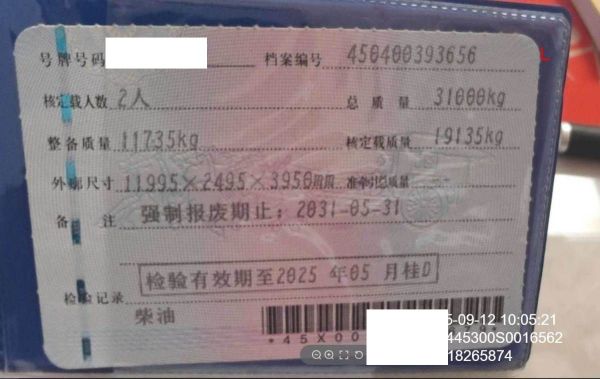 号牌号码 档案编号 450400393656
核定载人数 2人 总质量 31000kg
整备质量 11735kg 核定载质量 19135kg
外廓尺寸 11995×2495×3950mm 准牵引总质量
备注 强制报废期止:2031-05-31
检验有效期至2025年05月桂D
检验记录
柴油
*45X00
5-09-12 10:05:21
445300S0016562
18265874